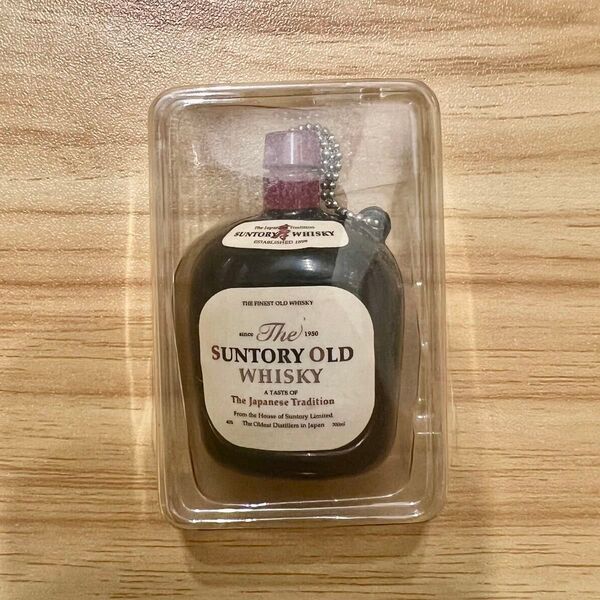 The Japanese Tradition
SUNTORY WHISKY
ESTABLISHED 1899
THE FINEST OLD WHISKY
since The 1950
SUNTORY OLD
WHISKY
A TASTE OF
The Japanese Tradition
From the House of Suntory Limited
The Oldest Distillers in Japan 700ml